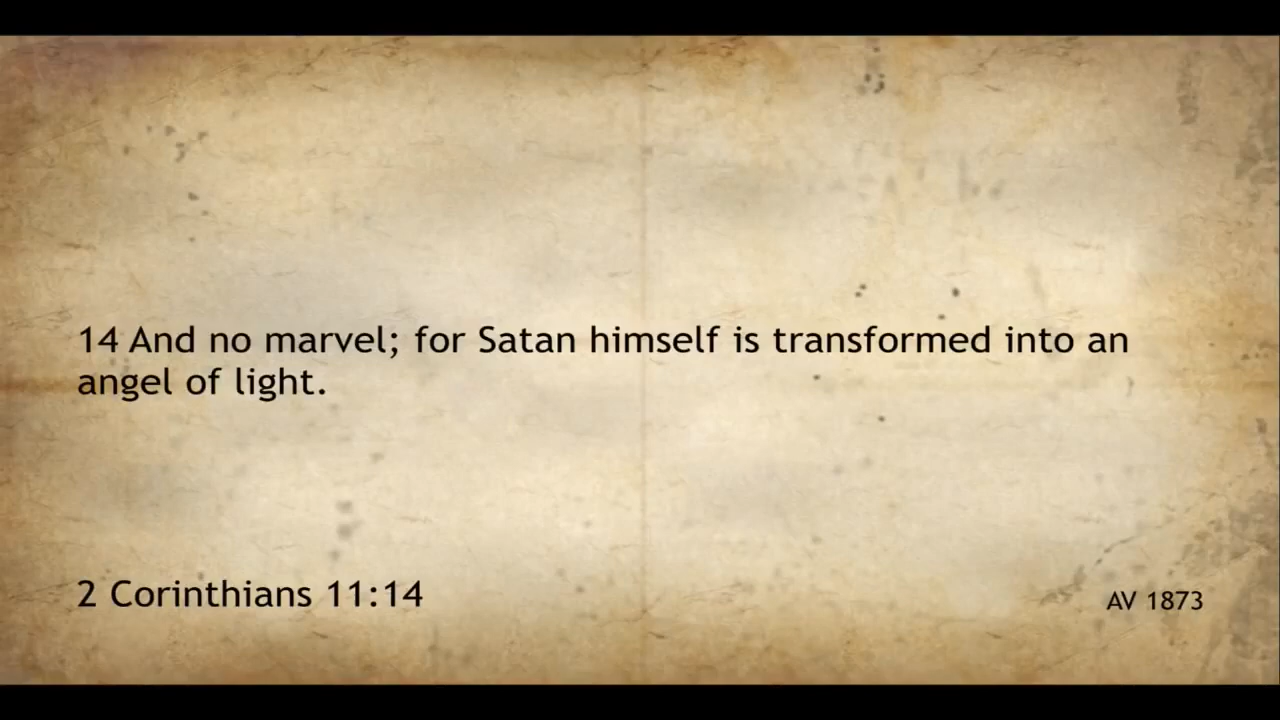 14 And no marvel; for Satan himself is transformed into an
angel of light.
2 Corinthians 11:14
AV 1873